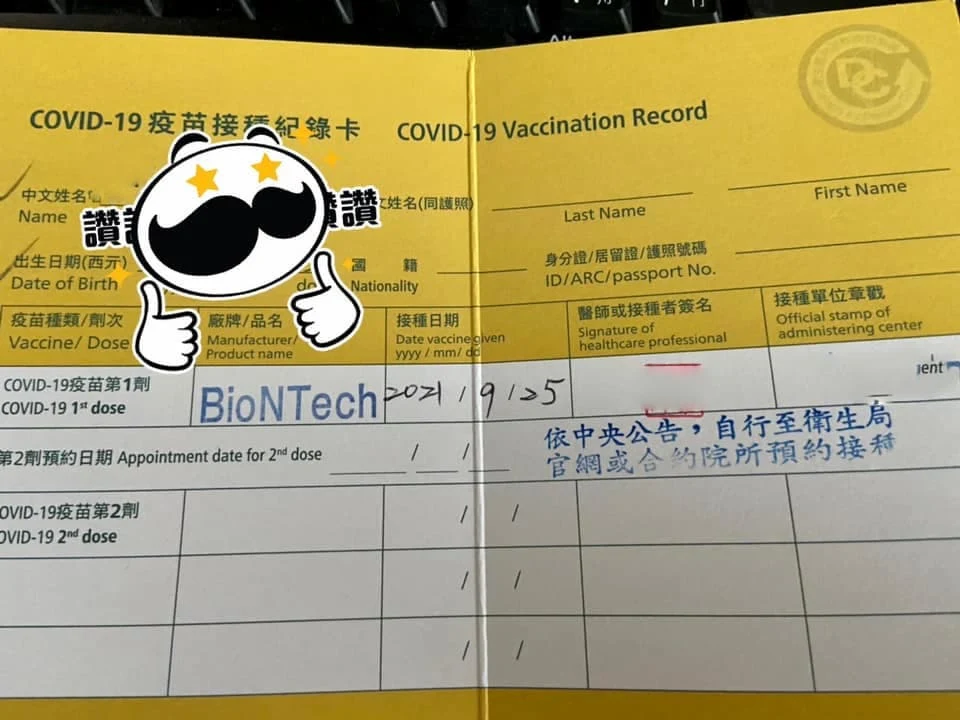 COVID-19 疫苗接種紀錄卡 COVID-19 Vaccination Record
中文姓名
Name
讚 讚讚
文姓名(同護照)
Last Name
First Name
出生日期(西元)
Date of Birth
國 籍
Nationality
身分證/居留證/護照號碼
ID/ARC/passport No.
疫苗種類/劑次
Vaccine/ Dose
廠牌/品名
Manufacturer/
Product name
接種日期
Date vaccine given
yyyy / mm/ dd
醫師或接種者簽名
Signature of
healthcare professional
接種單位章戳
Official stamp of
administering center
COVID-19疫苗第1劑
COVID-19 1st dose
BioNTech
2021 / 9 / 25
依中央公告，自行至衛生局
官網或合約院所預約接種
第2劑預約日期 Appointment date for 2nd dose / /
OVID-19疫苗第2劑
OVID-19 2nd dose
/ /
/ /
/ /